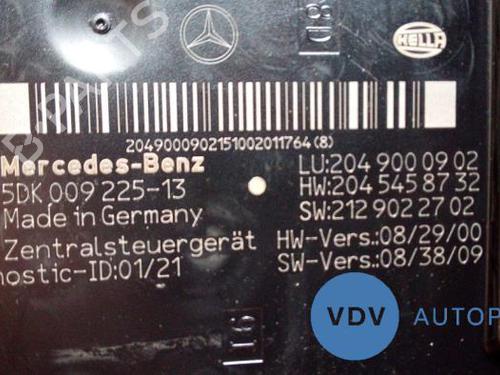 HELLA
2049000902151002011764(8)
Mercedes-Benz
LU:204 900 09 02
5DK 009 225-13
HW:204 545 87 32
Made in Germany
SW:212 902 27 02
Zentralsteuergerät
HW-Vers.:08/29/00
nostic-ID:01/21
SW-Vers.:08/38/09
VDV
AUTOP